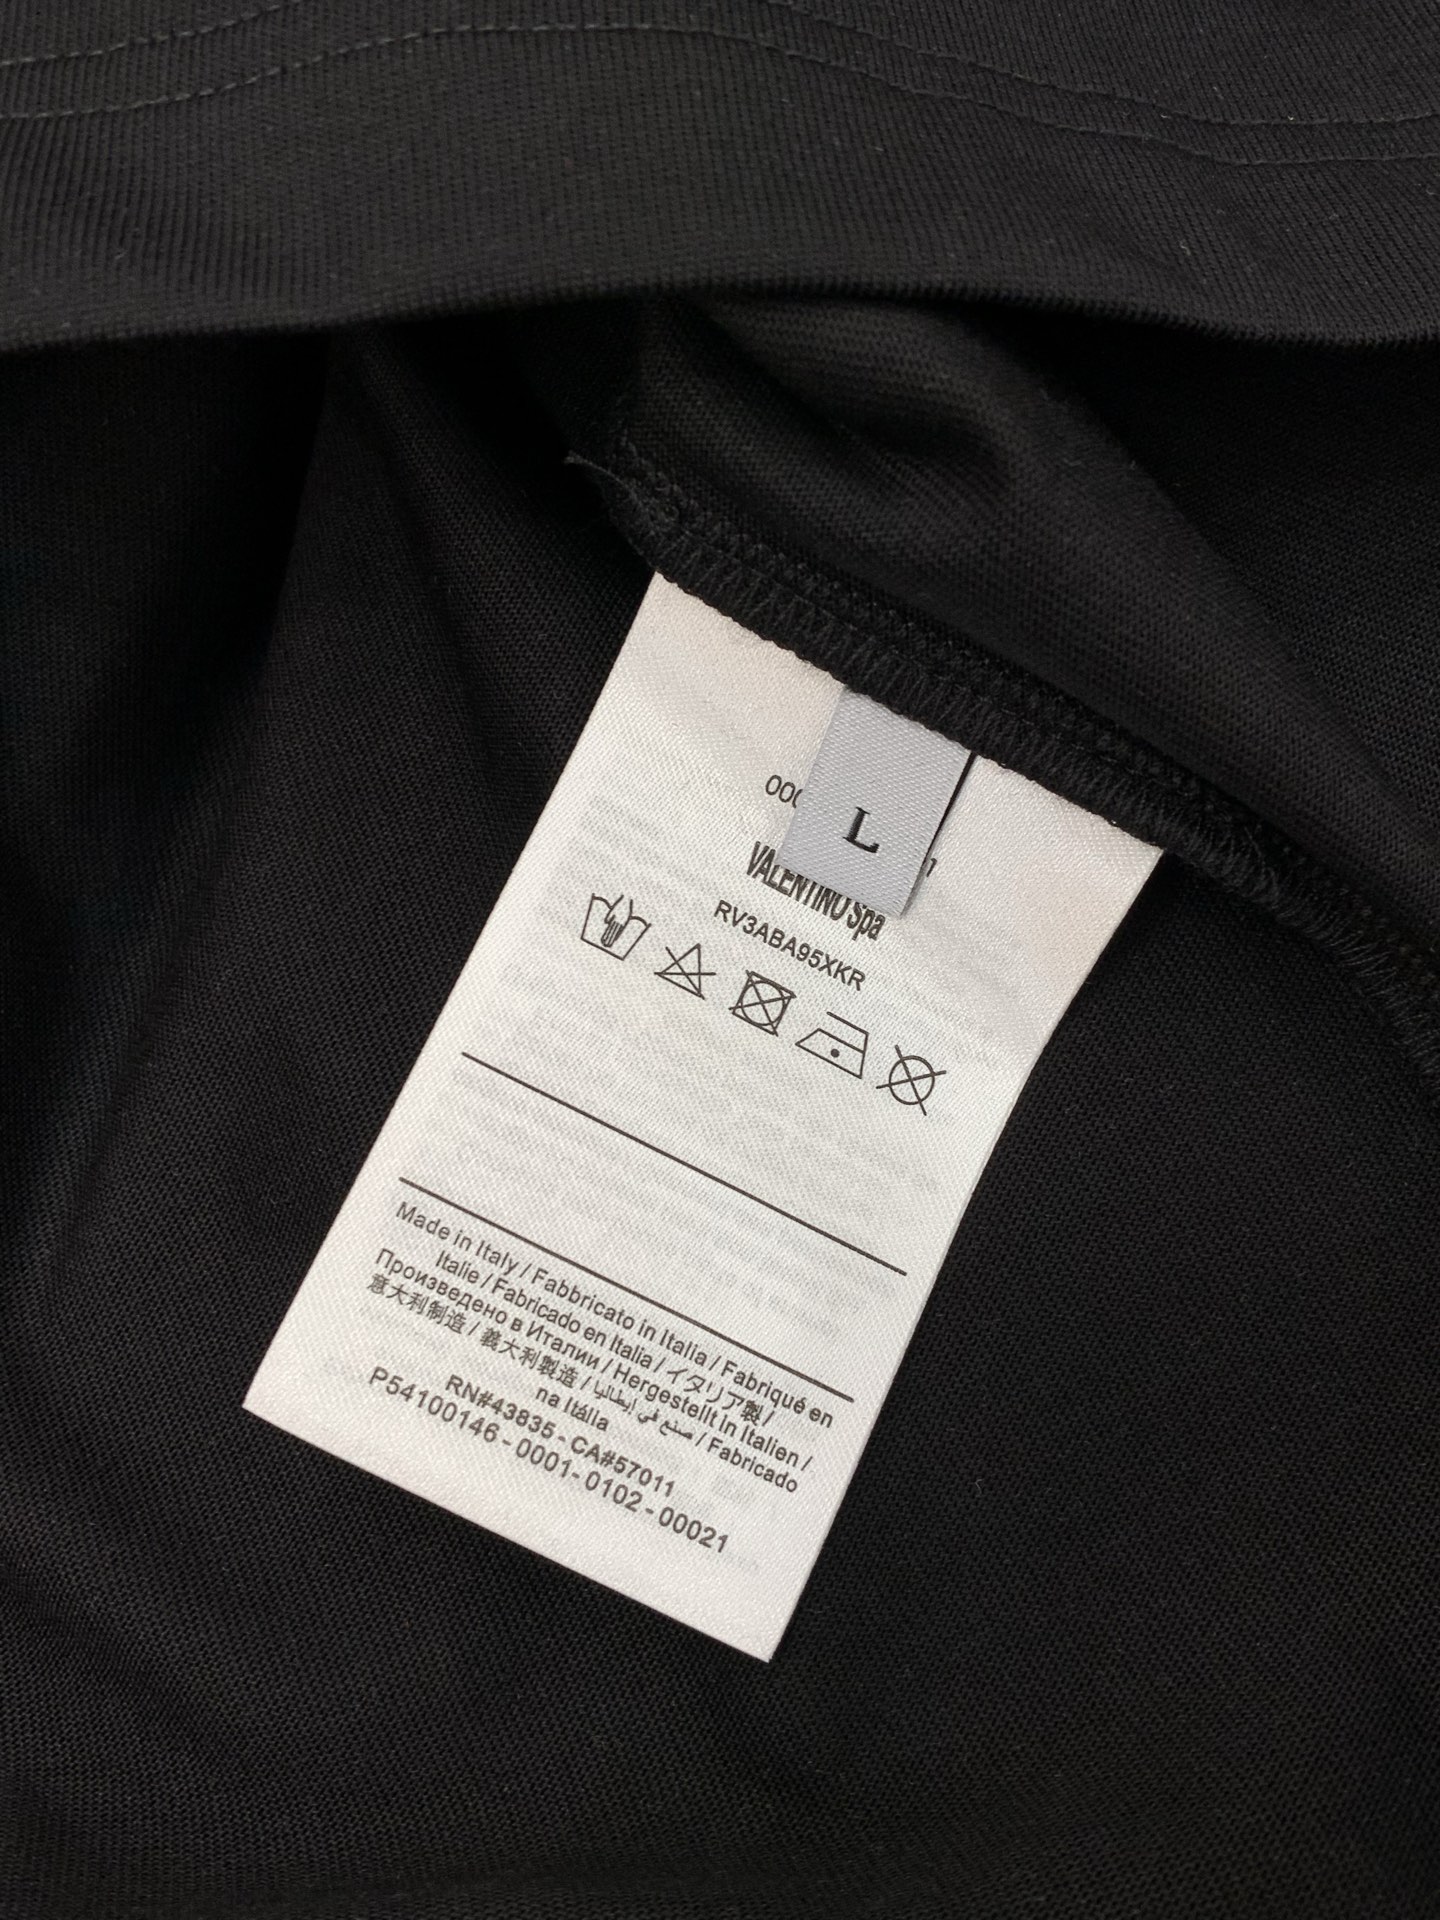 L
000
VALENTINO Spa
RV3ABA95XKR
Made in Italy / Fabbricato in Italia / Fabriqué en
Italie / Fabricado en Italia / イタリア製 /
Произведено в Италии / Hergestellt in Italien /
意大利制造 / 義大利製造 / صنع في إيطاليا / Fabricado
na Itália
RN#43835 - CA#57011
P54100146 - 0001 - 0102 - 00021